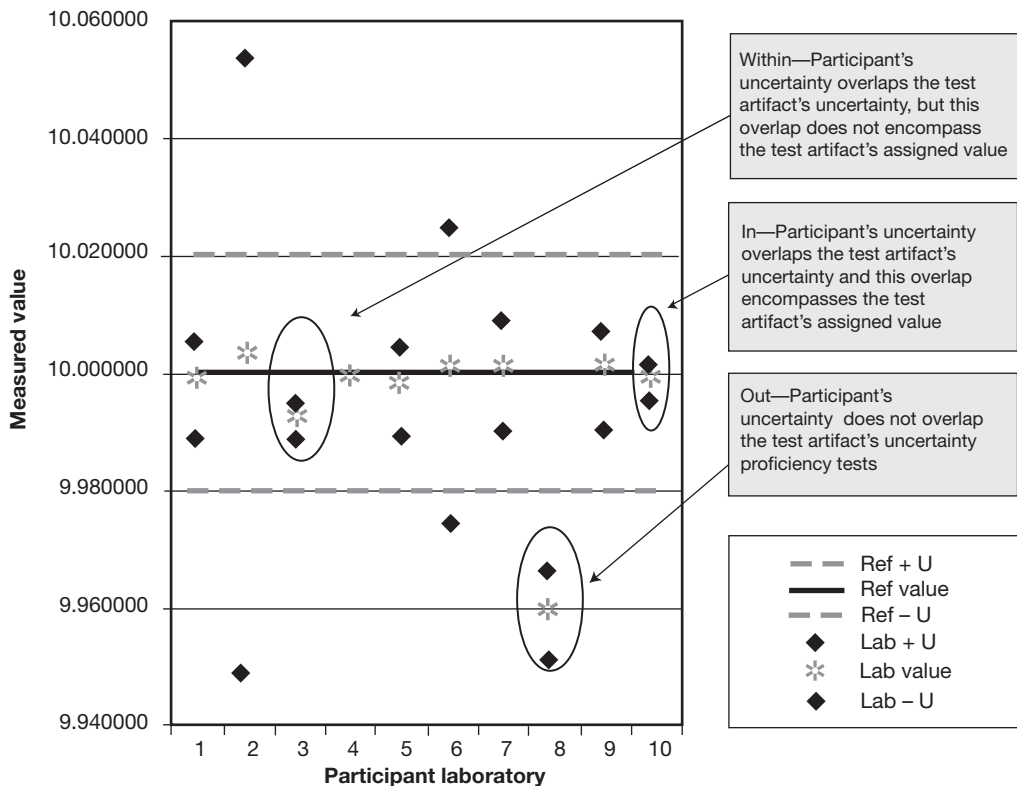 10.060000
10.040000
10.020000
10.000000
9.980000
9.960000
9.940000
Measured value
1 2 3 4 5 6 7 8 9 10
Participant laboratory
Within—Participant’s
uncertainty overlaps the test
artifact’s uncertainty, but this
overlap does not encompass
the test artifact’s assigned value
In—Participant’s uncertainty
overlaps the test artifact’s
uncertainty and this overlap
encompasses the test
artifact’s assigned value
Out—Participant’s
uncertainty does not overlap
the test artifact’s uncertainty
proficiency tests
Ref + U
Ref value
Ref – U
Lab + U
Lab value
Lab – U